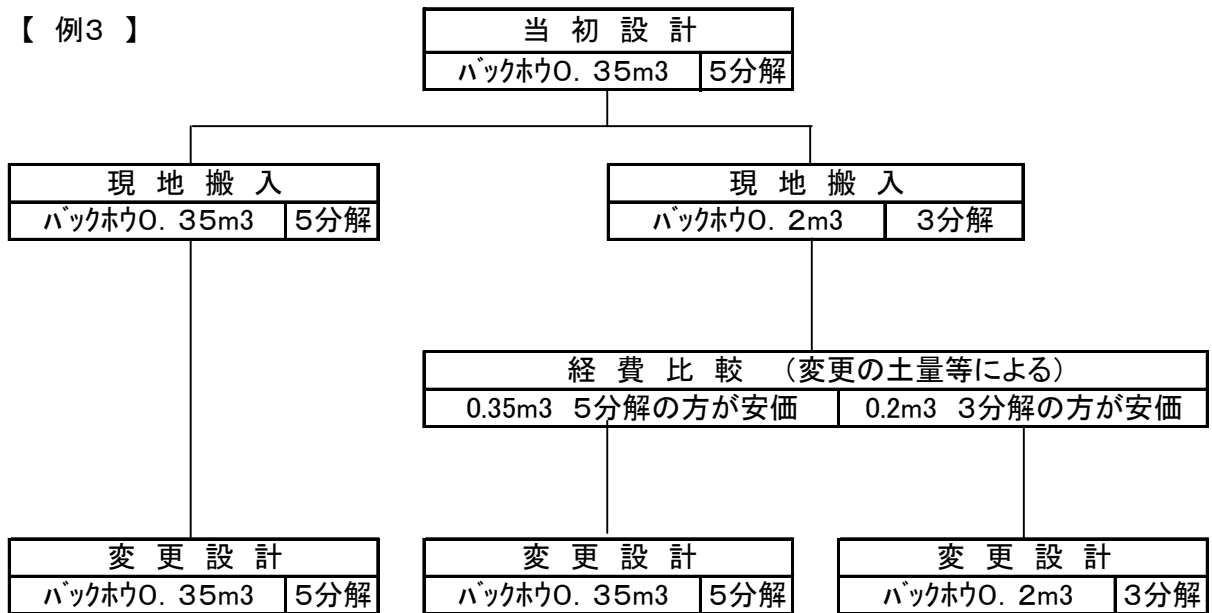 【 例3 】
当 初 設 計
バックホウ0．35m3 5分解
現 地 搬 入
バックホウ0．35m3 5分解
現 地 搬 入
バックホウ0．2m3 3分解
経 費 比 較 （変更の土量等による）
0.35m3 5分解の方が安価
0.2m3 3分解の方が安価
変 更 設 計
バックホウ0．35m3 5分解
変 更 設 計
バックホウ0．35m3 5分解
変 更 設 計
バックホウ0．2m3 3分解